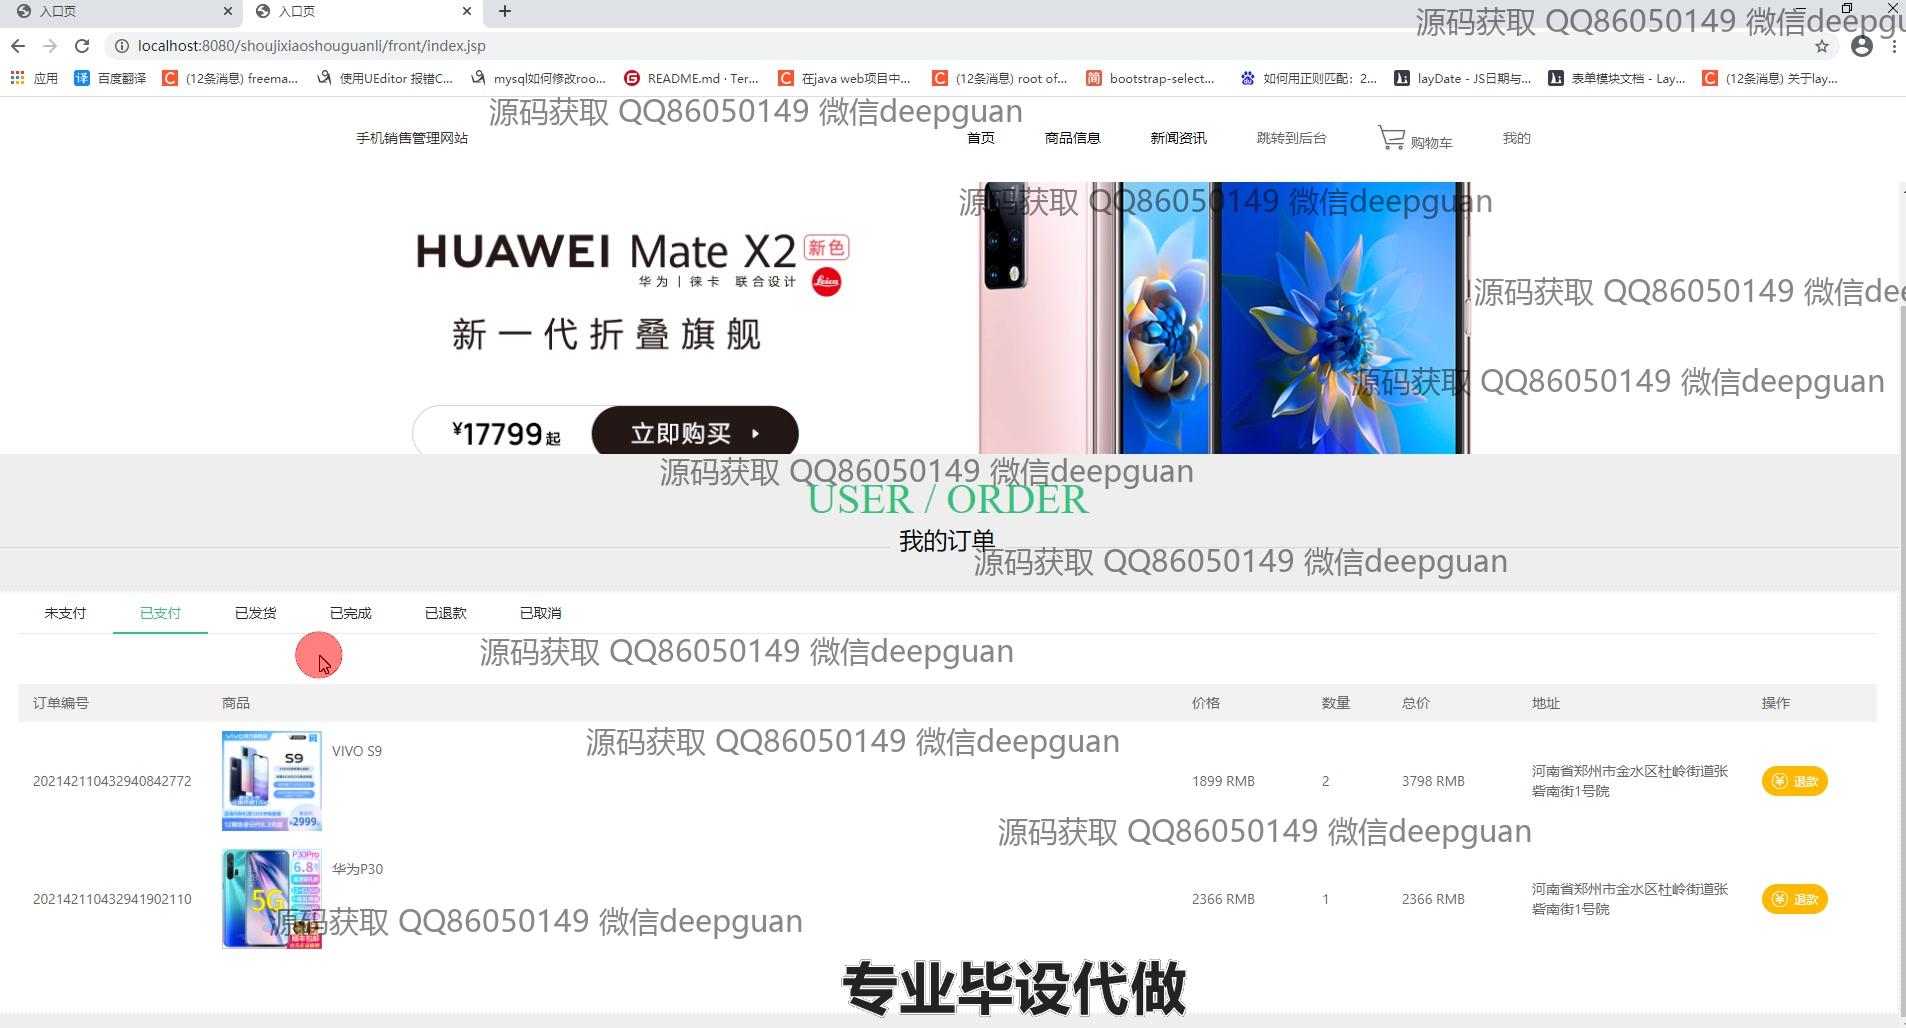 入口页
入口页
源码获取 QQ86050149 微信deepgu
localhost:8080/shoujixiaoshouguanli/front/index.jsp
应用
百度翻译
(12条消息) freema...
使用UEditor 报错C...
mysql如何修改roo...
README.md · Ter...
在java web项目中...
(12条消息) root of...
bootstrap-select...
如何用正则匹配：2...
layDate - JS日期与...
表单模块文档 - Lay...
(12条消息) 关于lay...
源码获取 QQ86050149 微信deepguan
手机销售管理网站
首页
商品信息
新闻资讯
跳转到后台
购物车
我的
源码获取 QQ86050149 微信deepguan
HUAWEI Mate X2 新色
华为 | 徕卡 联合设计 Leica
源码获取 QQ86050149 微信dee
新一代折叠旗舰
源码获取 QQ86050149 微信deepguan
¥17799起 立即购买
源码获取 QQ86050149 微信deepguan
USER / ORDER
我的订单
源码获取 QQ86050149 微信deepguan
未支付
已支付
已发货
已完成
已退款
已取消
源码获取 QQ86050149 微信deepguan
订单编号 商品 价格 数量 总价 地址 操作
源码获取 QQ86050149 微信deepguan
S9
¥2999
VIVO S9
202142110432940842772
1899 RMB
2
3798 RMB
河南省郑州市金水区杜岭街道张
砦南街1号院
退款
源码获取 QQ86050149 微信deepguan
P30Pro
6.8
5G
华为P30
202142110432941902110
2366 RMB
1
2366 RMB
河南省郑州市金水区杜岭街道张
砦南街1号院
退款
源码获取 QQ86050149 微信deepguan
专业毕设代做